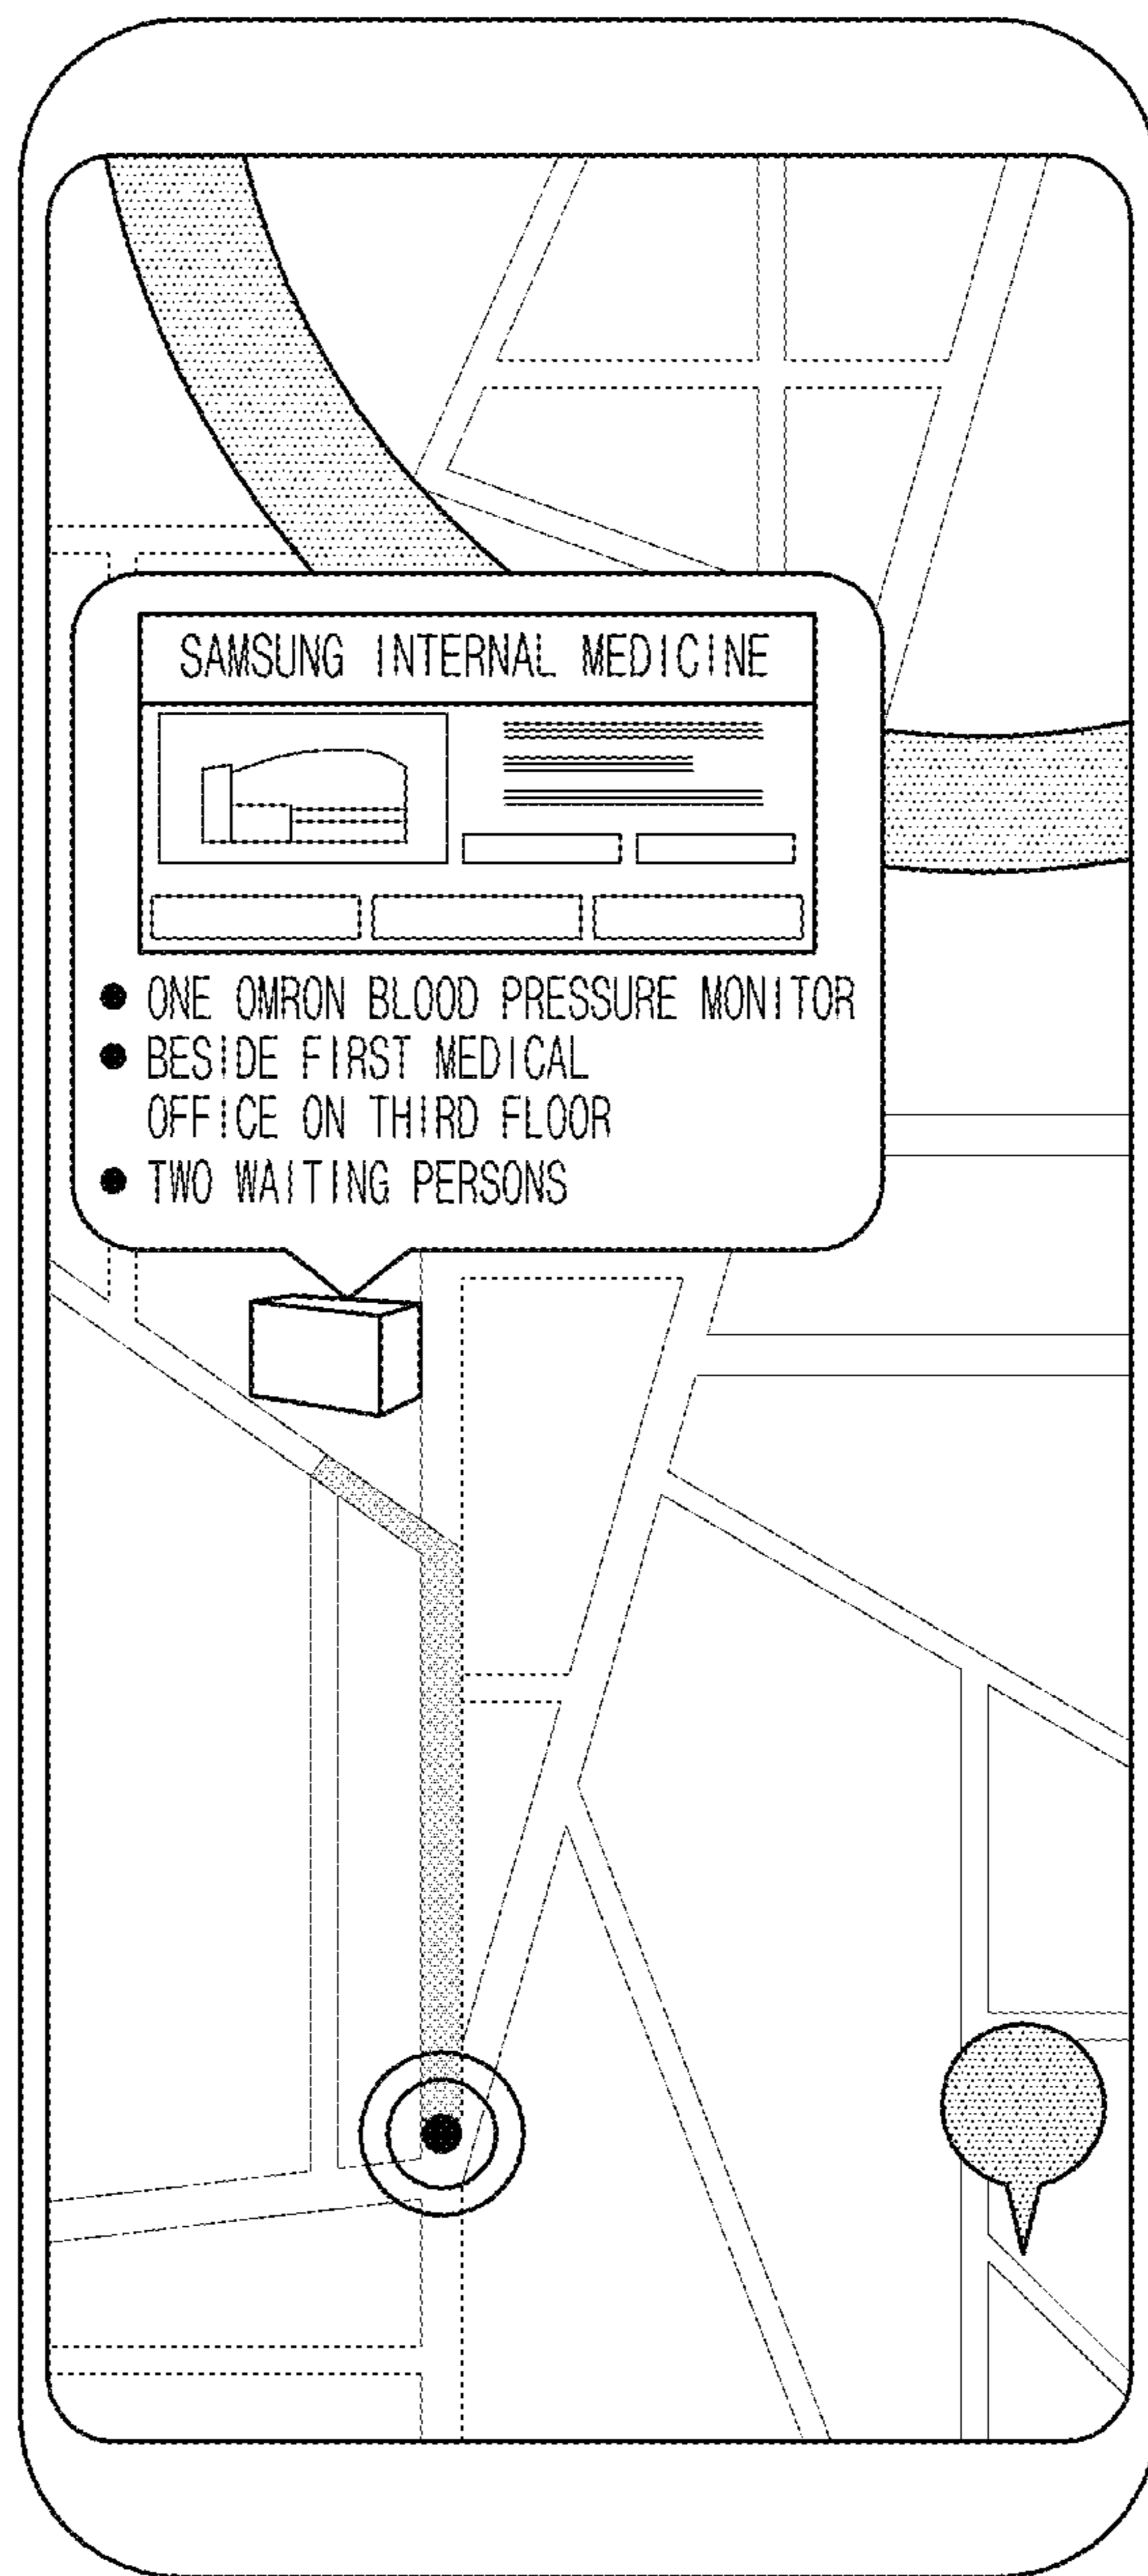 SAMSUNG INTERNAL MEDICINE
● ONE OMRON BLOOD PRESSURE MONITOR
● BESIDE FIRST MEDICAL
OFFICE ON THIRD FLOOR
● TWO WAITING PERSONS